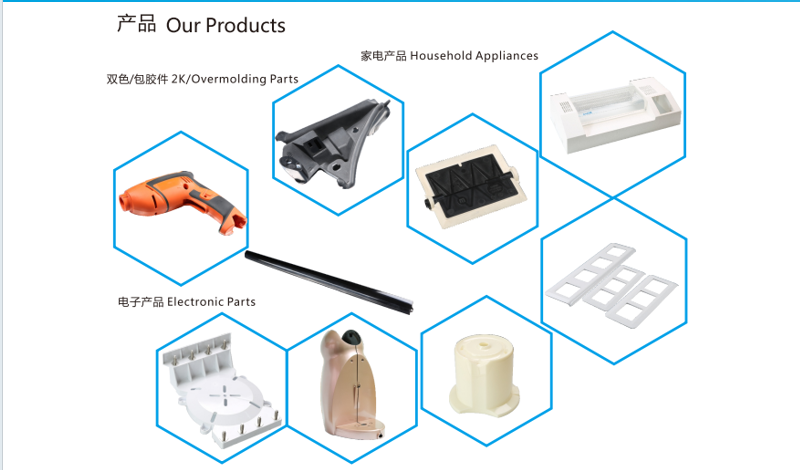 产品 Our Products
家电产品 Household Appliances
双色/包胶件 2K/Overmolding Parts
电子产品 Electronic Parts